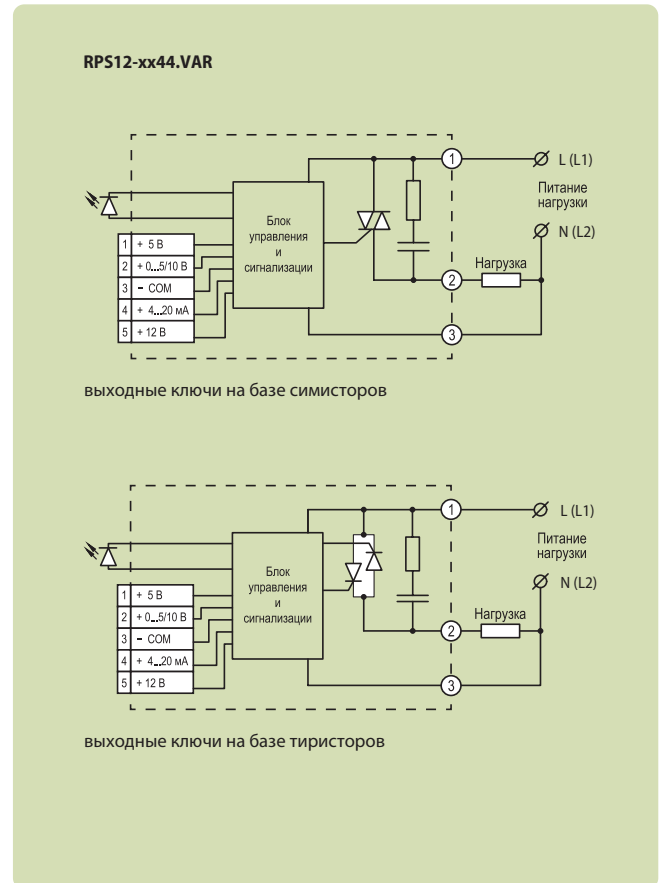 RPS12-xx44.VAR
1
L (L1)
Питание
нагрузки
N (L2)
Блок
управления
и
сигнализации
1 + 5 В
2 + 0...5/10 В
3 – COM
4 + 4...20 мА
5 + 12 В
Нагрузка
2
3
выходные ключи на базе симисторов
1
L (L1)
Питание
нагрузки
N (L2)
Блок
управления
и
сигнализации
1 + 5 В
2 + 0...5/10 В
3 – COM
4 + 4...20 мА
5 + 12 В
Нагрузка
2
3
выходные ключи на базе тиристоров